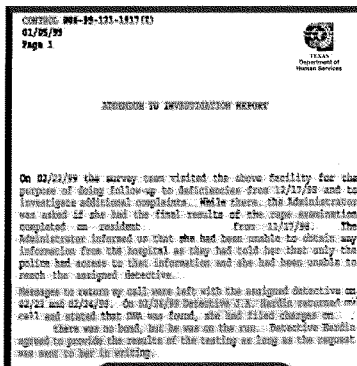 CONTROL
01/05/99
Page 1
TEXAS
Department of
Human Services
ADDENDUM TO INVESTIGATION REPORT
On 02/23/99 the survey team visited the above facility for the
purpose of doing follow-up to deficiencies from 12/17/98 and to
investigate additional complaints. While there, the Administrator
was asked if she had the final results of the rape examination
completed on resident from 11/17/98. The
Administrator informed us that she had been unable to obtain any
information from the hospital as they had told her that only the
police had access to that information and she had been unable to
reach the assigned detective.
Messages to return my call were left with the assigned detective on
02/23 and 02/24/99. On Detective J.A. Hardin returned my
call and stated that DNA was found, she had filed charges on
there was no bond, but he was on the run. Detective Hardin
agreed to provide the results of the testing as long as the request
was sent to her in writing.